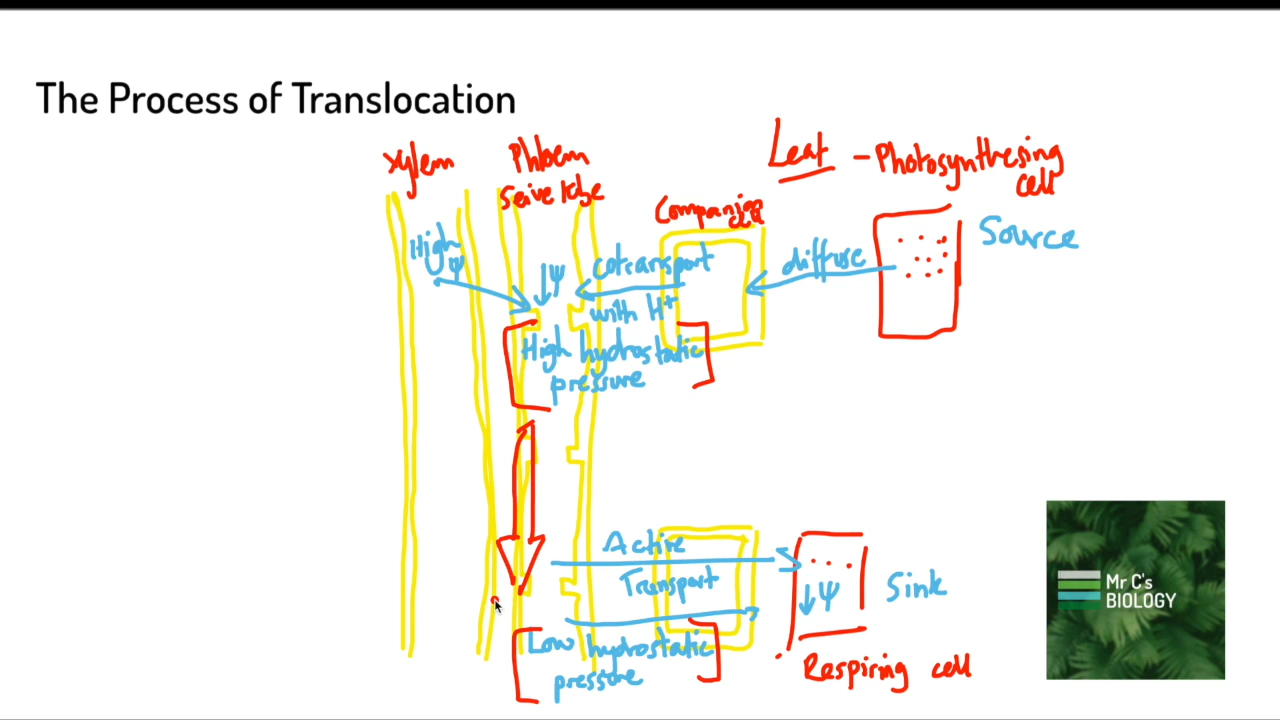 The Process of Translocation
xylem
Phloem
Seive tube
Companion
cell
Leaf - Photosynthesing
cell
Source
High
ψ
↓ψ
cotransport
with H+
diffuse
High hydrostatic
pressure
Active
Transport
↓ψ
Sink
Low hydrostatic
pressure
Respiring cell
Mr C's
BIOLOGY